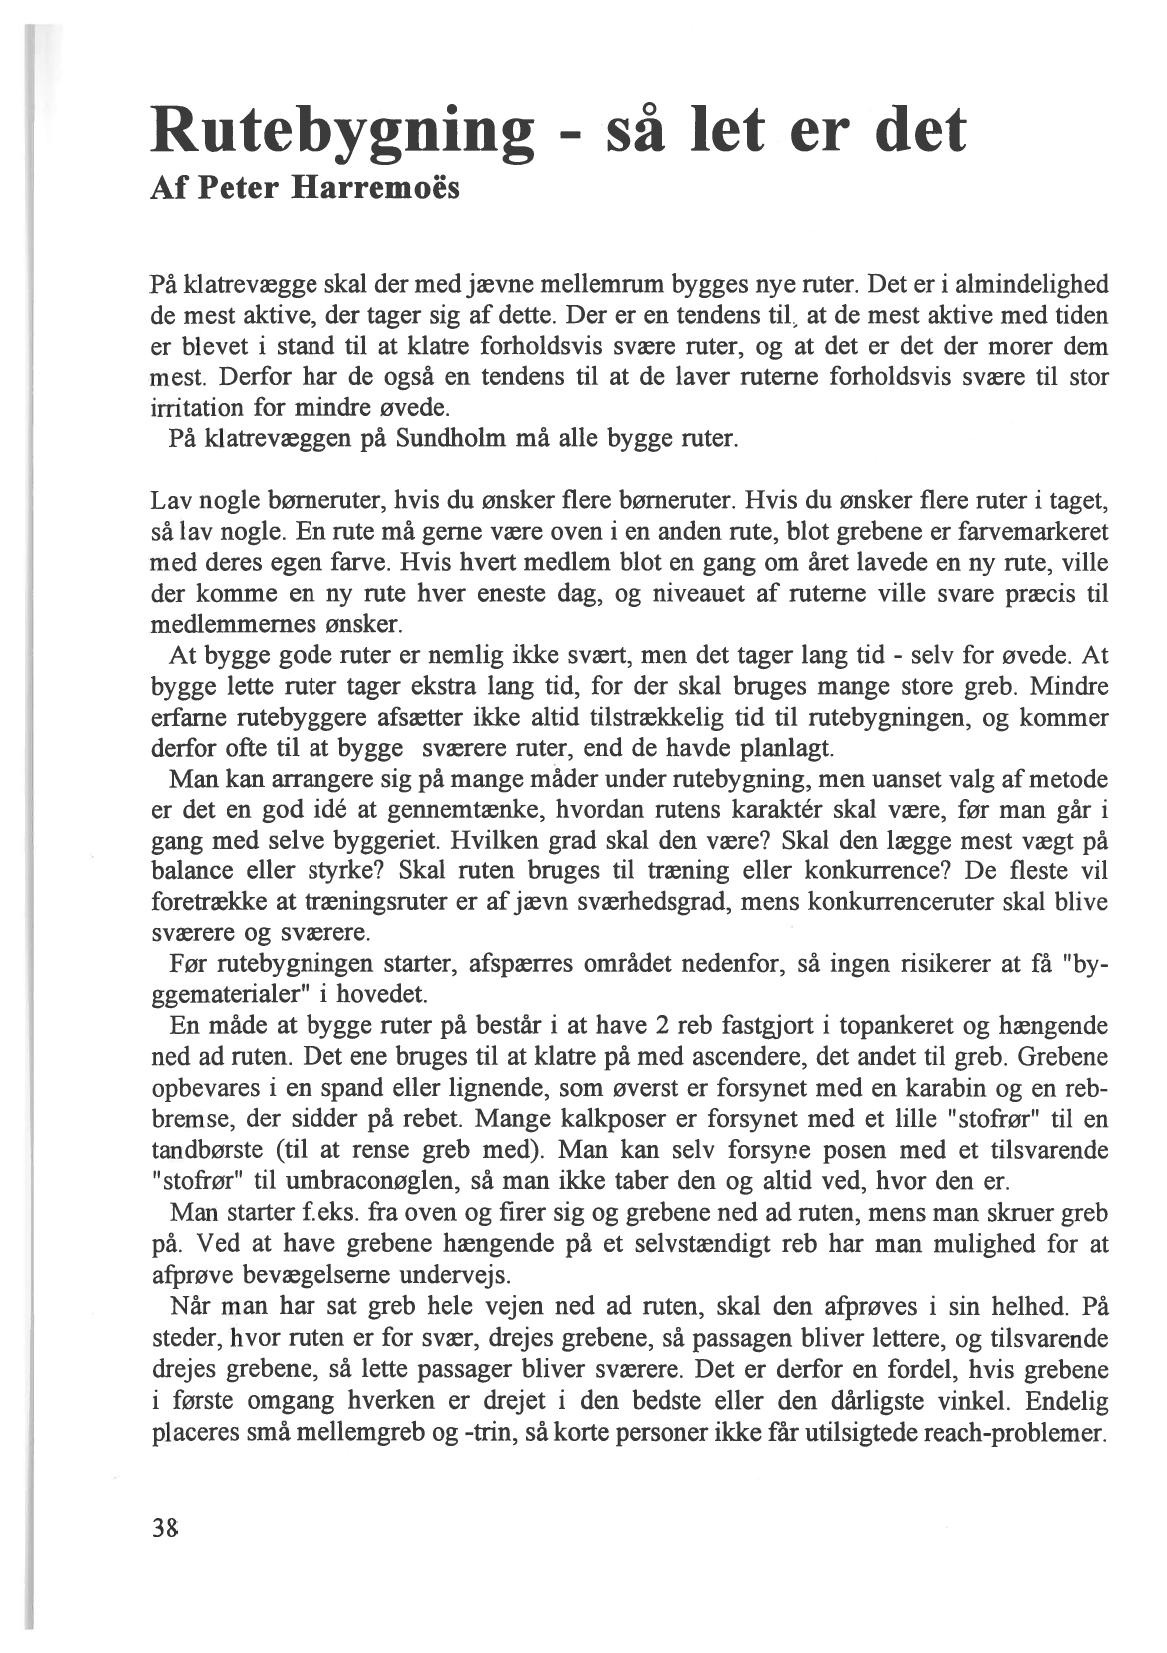 Rutebygning - så let er det
Af Peter Harremoës
På klatrevægge skal der med jævne mellemrum bygges nye ruter. Det er i almindelighed
de mest aktive, der tager sig af dette. Der er en tendens til, at de mest aktive med tiden
er blevet i stand til at klatre forholdsvis svære ruter, og at det er det der morer dem
mest. Derfor har de også en tendens til at de laver ruterne forholdsvis svære til stor
irritation for mindre øvede.
På klatrevæggen på Sundholm må alle bygge ruter.
Lav nogle børneruter, hvis du ønsker flere børneruter. Hvis du ønsker flere ruter i taget,
så lav nogle. En rute må gerne være oven i en anden rute, blot grebene er farvemarkeret
med deres egen farve. Hvis hvert medlem blot en gang om året lavede en ny rute, ville
der komme en ny rute hver eneste dag, og niveauet af ruterne ville svare præcis til
medlemmernes ønsker.
At bygge gode ruter er nemlig ikke svært, men det tager lang tid - selv for øvede. At
bygge lette ruter tager ekstra lang tid, for der skal bruges mange store greb. Mindre
erfarne rutebyggere afsætter ikke altid tilstrækkelig tid til rutebygningen, og kommer
derfor ofte til at bygge sværere ruter, end de havde planlagt.
Man kan arrangere sig på mange måder under rutebygning, men uanset valg af metode
er det en god idé at gennemtænke, hvordan rutens karaktér skal være, før man går i
gang med selve byggeriet. Hvilken grad skal den være? Skal den lægge mest vægt på
balance eller styrke? Skal ruten bruges til træning eller konkurrence? De fleste vil
foretrække at træningsruter er af jævn sværhedsgrad, mens konkurrenceruter skal blive
sværere og sværere.
Før rutebygningen starter, afspærres området nedenfor, så ingen risikerer at få "by-
ggematerialer" i hovedet.
En måde at bygge ruter på består i at have 2 reb fastgjort i topankeret og hængende
ned ad ruten. Det ene bruges til at klatre på med ascendere, det andet til greb. Grebene
opbevares i en spand eller lignende, som øverst er forsynet med en karabin og en reb-
bremse, der sidder på rebet. Mange kalkposer er forsynet med et lille "stofrør" til en
tandbørste (til at rense greb med). Man kan selv forsyne posen med et tilsvarende
"stofrør" til umbraconøglen, så man ikke taber den og altid ved, hvor den er.
Man starter f.eks. fra oven og firer sig og grebene ned ad ruten, mens man skruer greb
på. Ved at have grebene hængende på et selvstændigt reb har man mulighed for at
afprøve bevægelserne undervejs.
Når man har sat greb hele vejen ned ad ruten, skal den afprøves i sin helhed. På
steder, hvor ruten er for svær, drejes grebene, så passagen bliver lettere, og tilsvarende
drejes grebene, så lette passager bliver sværere. Det er derfor en fordel, hvis grebene
i første omgang hverken er drejet i den bedste eller den dårligste vinkel. Endelig
placeres små mellemgreb og -trin, så korte personer ikke får utilsigtede reach-problemer.
38